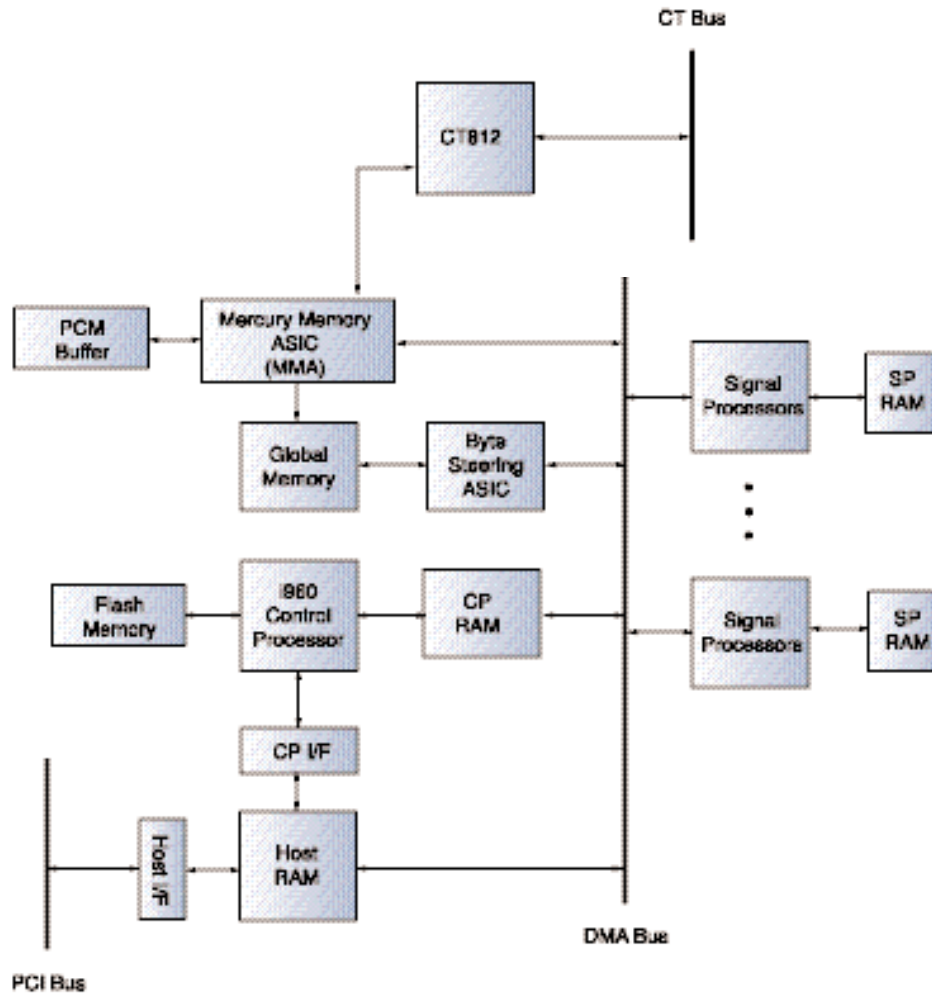 CT Bus
CT812
PCM
Buffer
Mercury Memory
ASIC
(MMA)
Signal
Processors
SP
RAM
Global
Memory
Byte
Steering
ASIC
Flash
Memory
i960
Control
Processor
CP
RAM
Signal
Processors
SP
RAM
CP I/F
Host I/F
Host
RAM
DMA Bus
PCI Bus